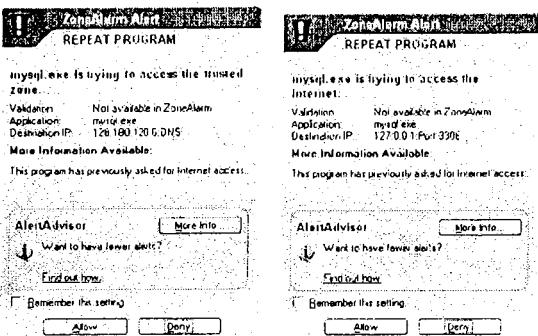 ZoneAlarm Alert
REPEAT PROGRAM
mysql.exe is trying to access the trusted
zone...
Validation: Not available in ZoneAlarm
Application: mysql.exe
Destination IP: 126.180.120.6:DNS
More Information Available:
This program has previously asked for Internet access.
AlertAdvisor
More Info...
Want to have fewer alerts?
Find out how.
Remember this setting.
Allow
Deny
ZoneAlarm Alert
REPEAT PROGRAM
mysql.exe is trying to access the
Internet.
Validation: Not available in ZoneAlarm
Application: mysql.exe
Destination IP: 127.0.0.1:Port 3306
More Information Available:
This program has previously asked for Internet access.
AlertAdvisor
More Info...
Want to have fewer alerts?
Find out how.
Remember this setting.
Allow
Deny